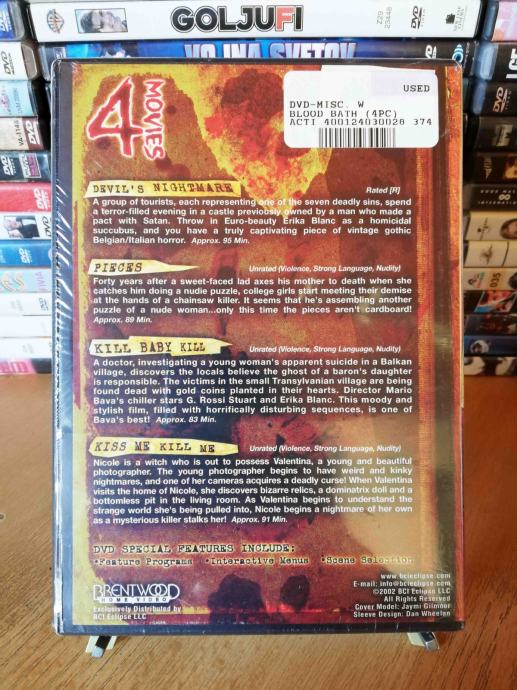 GOLJUFI
Z29
23448
DVD
VOJNA SVETOV
DVD
VA-1148
DVD
035
USED
DVD-MISC. W
BLOOD BATH (4PC)
ACTI 400124030028 374
4 MOVIES
DEVIL'S NIGHTMARE
Rated [R]
A group of tourists, each representing one of the seven deadly sins, spend
a terror-filled evening in a castle previously owned by a man who made a
pact with Satan. Throw in Euro-beauty Erika Blanc as a homicidal
succubus, and you have a truly captivating piece of vintage gothic
Belgian/Italian horror. Approx. 95 Min.
PIECES
Unrated (Violence, Strong Language, Nudity)
Forty years after a sweet-faced lad axes his mother to death when she
catches him doing a nudie puzzle, college girls start meeting their demise
at the hands of a chainsaw killer. It seems that he's assembling another
puzzle of a nude woman...only this time the pieces aren't cardboard!
Approx. 89 Min.
KILL BABY KILL
Unrated (Violence, Strong Language, Nudity)
A doctor, investigating a young woman's apparent suicide in a Balkan
village, discovers the locals believe the ghost of a baron's daughter
is responsible. The victims in the small Transylvanian village are being
found dead with gold coins planted in their hearts. Director Mario
Bava's chiller stars G. Rossi Stuart and Erika Blanc. This moody and
stylish film, filled with horrifically disturbing sequences, is one of
Bava's best! Approx. 83 Min.
KISS ME KILL ME
Unrated (Violence, Strong Language, Nudity)
Nicole is a witch who is out to possess Valentina, a young and beautiful
photographer. The young photographer begins to have weird and kinky
nightmares, and one of her cameras acquires a deadly curse! When Valentina
visits the home of Nicole, she discovers bizarre relics, a dominatrix doll and a
bottomless pit in the living room. As Valentina begins to understand the
strange world she's being pulled into, Nicole begins a nightmare of her own
as a mysterious killer stalks her! Approx. 91 Min.
DVD SPECIAL FEATURES INCLUDE:
•Feature Programs •Interactive Menus •Scene Selection
BRENTWOOD
HOME VIDEO
Exclusively Distributed by
BCI Eclipse LLC
www.bcieclipse.com
E-mail: info@bcieclipse.com
©2002 BCI Eclipse LLC
All Rights Reserved
Cover Model: Jaymi Gilmour
Sleeve Design: Dan Wheelan